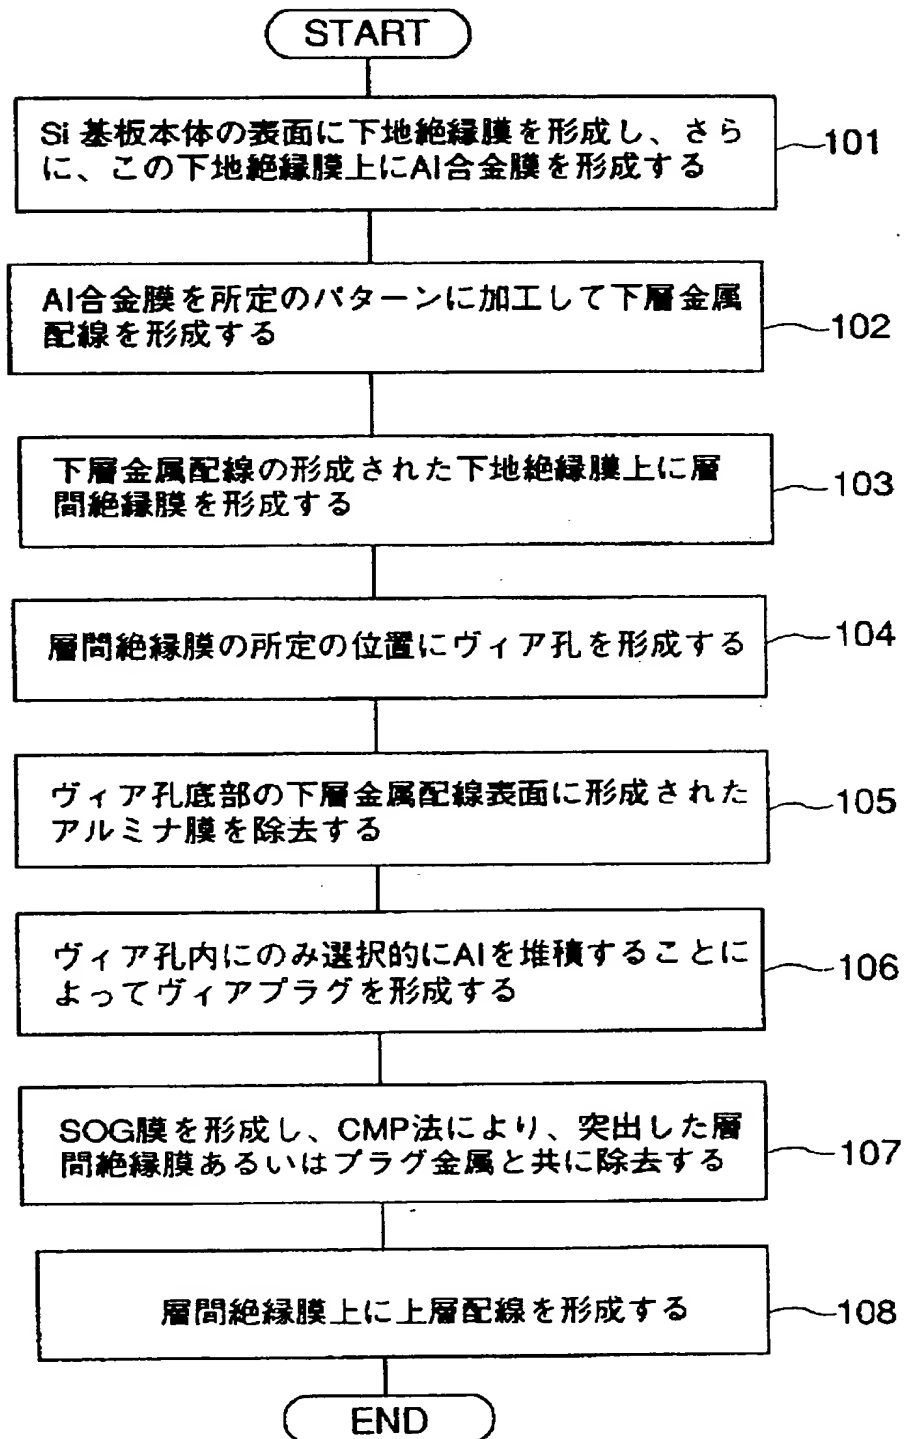 START
Si 基板本体の表面に下地絶縁膜を形成し、さら
に、この下地絶縁膜上にAl合金膜を形成する
101
Al合金膜を所定のパターンに加工して下層金属
配線を形成する
102
下層金属配線の形成された下地絶縁膜上に層
間絶縁膜を形成する
103
層間絶縁膜の所定の位置にヴィア孔を形成する
104
ヴィア孔底部の下層金属配線表面に形成された
アルミナ膜を除去する
105
ヴィア孔内にのみ選択的にAlを堆積することに
よってヴィアプラグを形成する
106
SOG膜を形成し、CMP法により、突出した層
間絶縁膜あるいはプラグ金属と共に除去する
107
層間絶縁膜上に上層配線を形成する
108
END